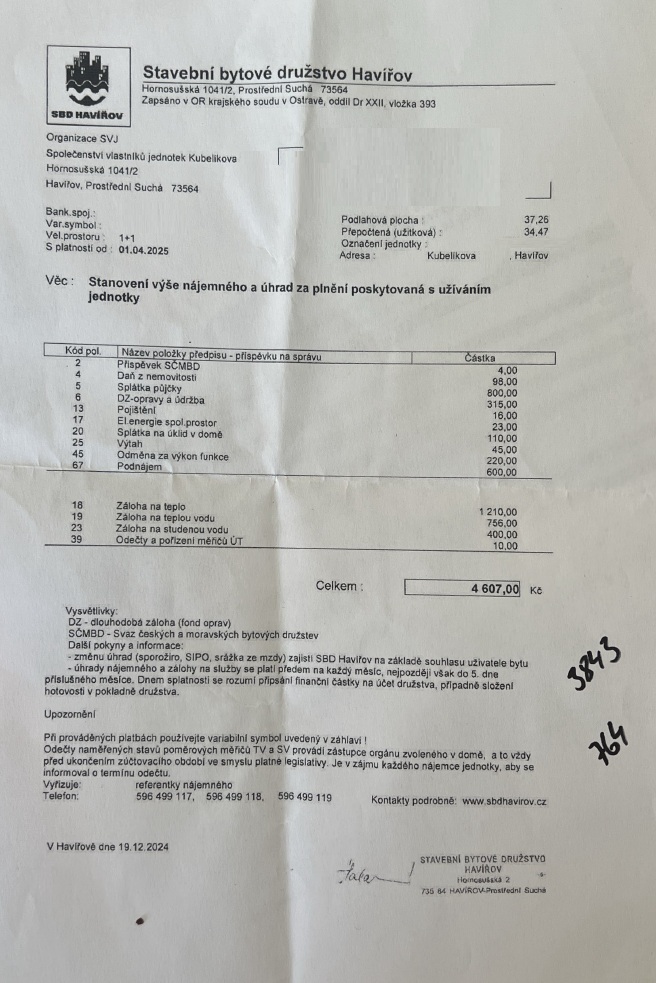 SBD HAVÍŘOV
Stavební bytové družstvo Havířov
Hornosušská 1041/2, Prostřední Suchá 73564
Zapsáno v OR krajského soudu v Ostravě, oddíl Dr XXII, vložka 393
Organizace SVJ
Společenství vlastníků jednotek Kubelíkova
Hornosušská 1041/2
Havířov, Prostřední Suchá 73564
Bank.spoj.:
Var.symbol :
Vel.prostoru : 1+1
S platností od : 01.04.2025
Podlahová plocha : 37,26
Přepočtená (užitková) : 34,47
Označení jednotky :
Adresa : Kubelíkova , Havířov
Věc : Stanovení výše nájemného a úhrad za plnění poskytovaná s užíváním
jednotky
Kód pol. Název položky předpisu - příspěvku na správu Částka
2 Příspěvek SČMBD 4,00
4 Daň z nemovitosti 98,00
5 Splátka půjčky 800,00
6 DZ-opravy a údržba 315,00
13 Pojištění 16,00
17 El.energie spol.prostor 23,00
20 Splátka na úklid v domě 110,00
25 Výtah 45,00
45 Odměna za výkon funkce 220,00
67 Podnájem 600,00
18 Záloha na teplo 1 210,00
19 Záloha na teplou vodu 756,00
23 Záloha na studenou vodu 400,00
39 Odečty a pořízení měřičů ÚT 10,00
Celkem : 4 607,00 Kč
Vysvětlivky:
DZ - dlouhodobá záloha (fond oprav)
SČMBD - Svaz českých a moravských bytových družstev
Další pokyny a informace:
- změnu úhrad (sporožiro, SIPO, srážka ze mzdy) zajistí SBD Havířov na základě souhlasu uživatele bytu
- úhrady nájemného a zálohy na služby se platí předem na každý měsíc, nejpozději však do 5. dne
příslušného měsíce. Dnem splatnosti se rozumí připsání finanční částky na účet družstva, případně složení
hotovosti v pokladně družstva.
3843
Upozornění
764
Při prováděných platbách používejte variabilní symbol uvedený v záhlaví !
Odečty naměřených stavů poměrových měřičů TV a SV provádí zástupce orgánu zvoleného v domě, a to vždy
před ukončením zúčtovacího období ve smyslu platné legislativy. Je v zájmu každého nájemce jednotky, aby se
informoval o termínu odečtu.
Vyřizuje: referentky nájemného
Telefon: 596 499 117, 596 499 118, 596 499 119
Kontakty podrobně: www.sbdhavirov.cz
V Havířově dne 19.12.2024
STAVEBNÍ BYTOVÉ DRUŽSTVO
HAVÍŘOV
Hornosušská 2
735 64 HAVÍŘOV-Prostřední Suchá